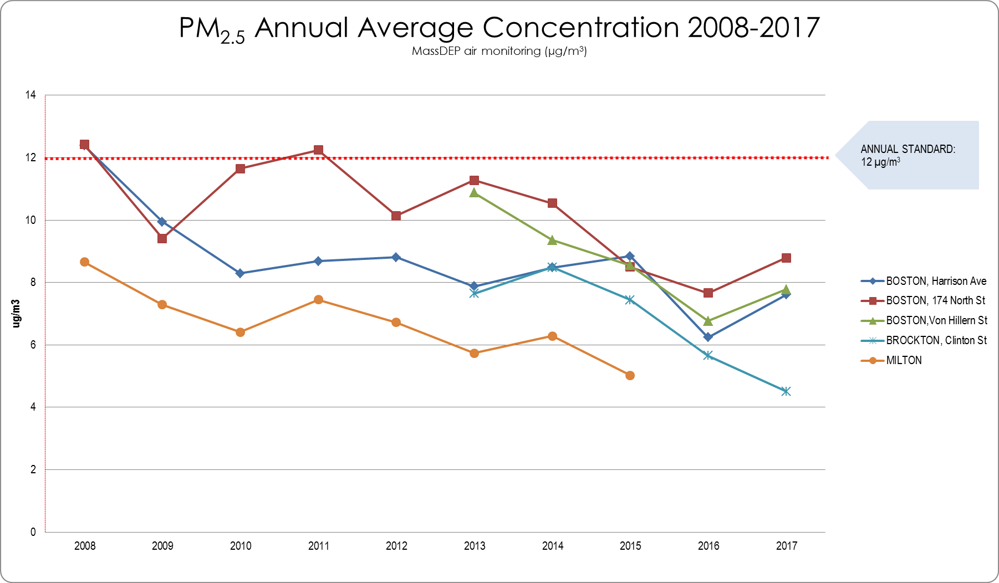 PM2.5 Annual Average Concentration 2008-2017
MassDEP air monitoring (µg/m³)
14
12
10
8
6
4
2
0
ug/m3
2008 2009 2010 2011 2012 2013 2014 2015 2016 2017
ANNUAL STANDARD:
12 µg/m³
BOSTON, Harrison Ave
BOSTON, 174 North St
BOSTON,Von Hillern St
BROCKTON, Clinton St
MILTON